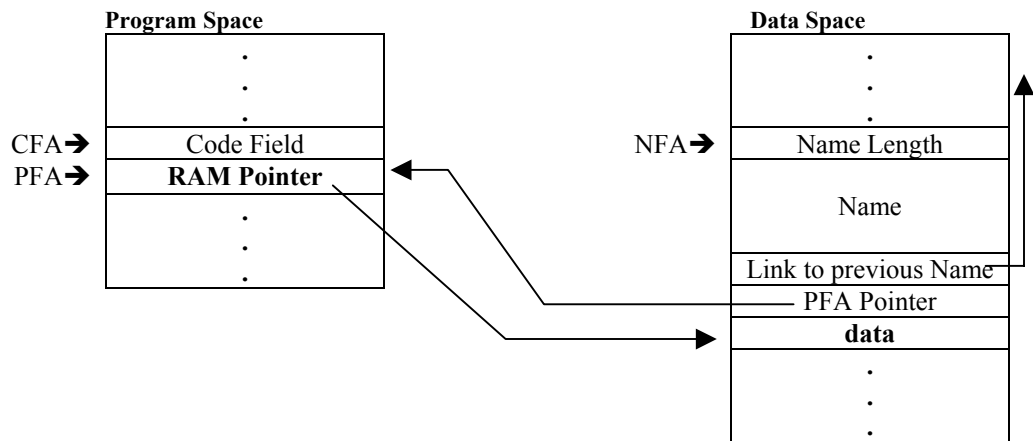 Program Space
.
.
.
CFA➔ Code Field
PFA➔ RAM Pointer
.
.
.
Data Space
.
.
.
NFA➔ Name Length
Name
Link to previous Name
PFA Pointer
data
.
.
.